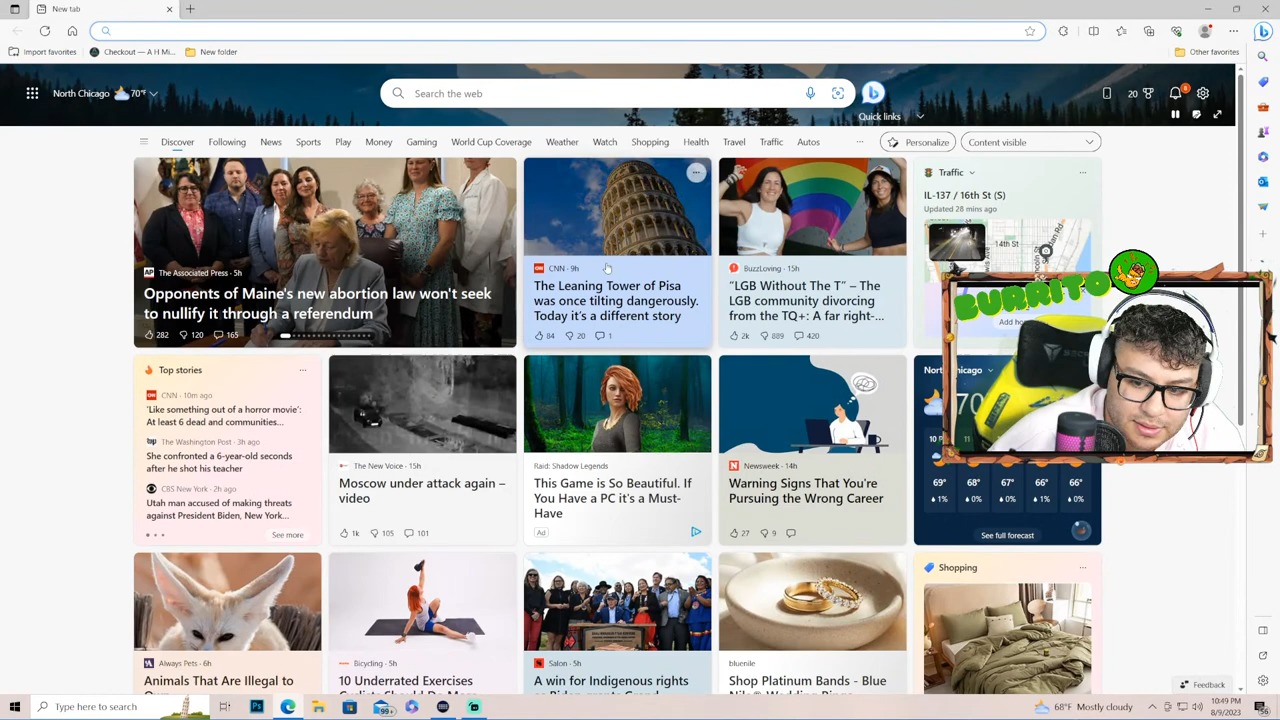 New tab
Import favorites
Checkout — A H Mi...
New folder
Other favorites
North Chicago
70°F
Search the web
20
8
Quick links
Discover
Following
News
Sports
Play
Money
Gaming
World Cup Coverage
Weather
Watch
Shopping
Health
Travel
Traffic
Autos
Personalize
Content visible
AP
The Associated Press · 5h
Opponents of Maine's new abortion law won't seek
to nullify it through a referendum
282
120
165
CNN · 9h
The Leaning Tower of Pisa
was once tilting dangerously.
Today it's a different story
84
20
1
BuzzLoving · 15h
“LGB Without The T” – The
LGB community divorcing
from the TQ+: A far right-...
2k
889
420
Traffic
IL-137 / 16th St (S)
Updated 28 mins ago
14th St
BURRITO
Top stories
CNN · 10m ago
'Like something out of a horror movie':
At least 6 dead and communities...
The Washington Post · 3h ago
She confronted a 6-year-old seconds
after he shot his teacher
CBS New York · 2h ago
Utah man accused of making threats
against President Biden, New York...
See more
The New Voice · 15h
Moscow under attack again –
video
1k
105
101
Raid: Shadow Legends
This Game is So Beautiful. If
You Have a PC it's a Must-
Have
Ad
Newsweek · 14h
Warning Signs That You're
Pursuing the Wrong Career
27
9
70
10
11
69°
68°
67°
66°
66°
1%
0%
0%
1%
0%
See full forecast
Always Pets · 6h
Animals That Are Illegal to
Bicycling · 5h
10 Underrated Exercises
Salon · 5h
A win for Indigenous rights
bluenile
Shop Platinum Bands - Blue
Shopping
Feedback
Type here to search
Ps
99+
68°F Mostly cloudy
10:49 PM
8/9/2023
56